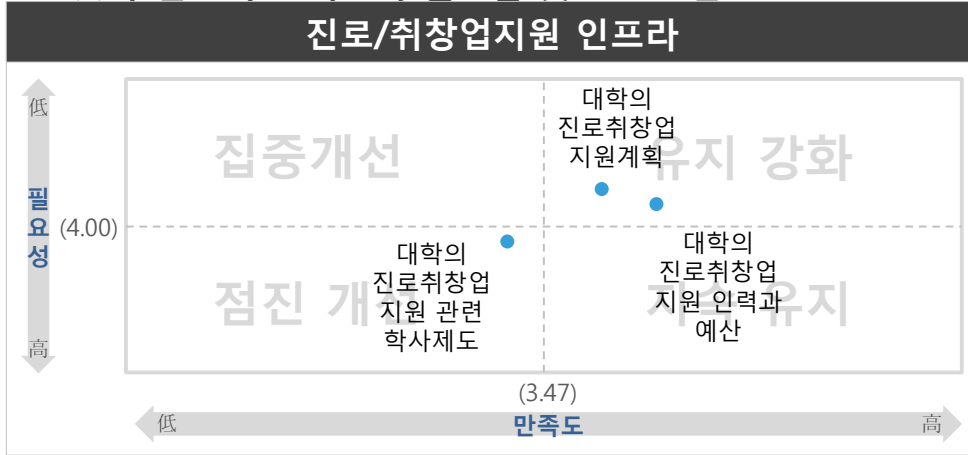 진로/취창업지원 인프라
低
필
요
성
高
(4.00)
집중개선
유지 강화
점진 개선
지속 유지
대학의
진로취창업
지원계획
대학의
진로취창업
지원 관련
학사제도
대학의
진로취창업
지원 인력과
예산
(3.47)
低
만족도
高